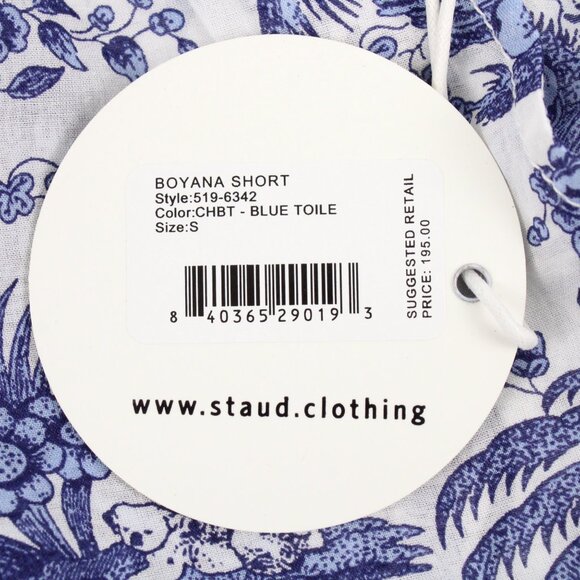 BOYANA SHORT
Style:519-6342
Color:CHBT - BLUE TOILE
Size:S
8 40365 29019 3
SUGGESTED RETAIL
PRICE: 195.00
www.staud.clothing